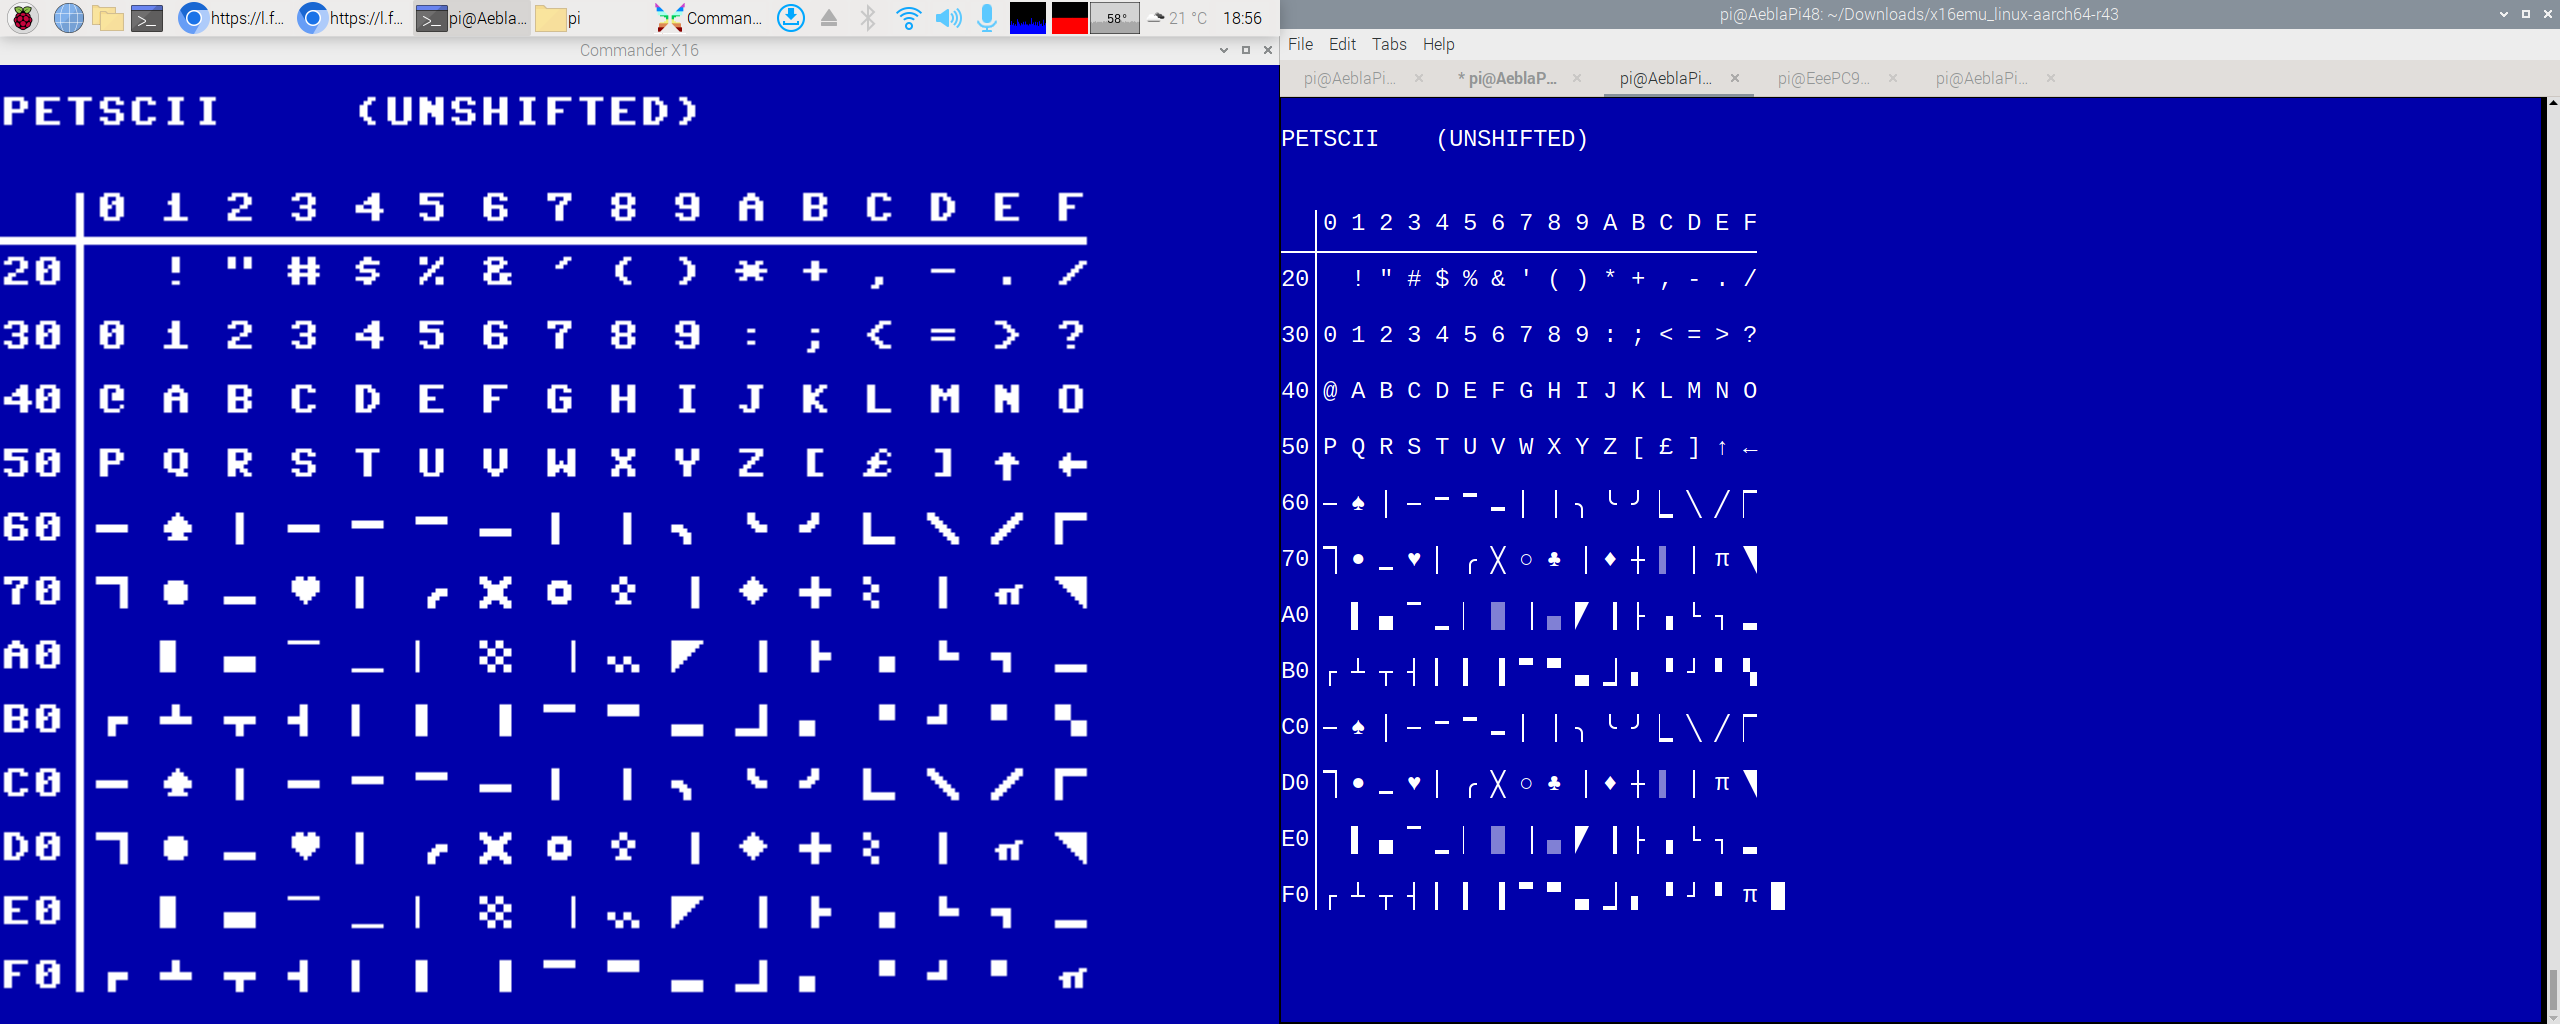 https://l.f... https://l.f... pi@Aebla... pi Comman... 58° 21 °C 18:56
Commander X16
PETSCII (UNSHIFTED)
0 1 2 3 4 5 6 7 8 9 A B C D E F
20 ! " # $ % & ´ ( ) * + , - . /
30 0 1 2 3 4 5 6 7 8 9 : ; < = > ?
40 @ A B C D E F G H I J K L M N O
50 P Q R S T U V W X Y Z [ £ ] ↑ ←
60 ─ ♠ │ ─ ╮ ╰ ╯ ╲ ╱
70 ● ♥ ╭ ╳ ○ ♣ ♦ ┼ │ π ◥
A0 ▌ ▄ ▔ ▁ ▏ ▒ ▕ ◤ ├ ▗ └ ┐ ▂
B0 ┌ ┴ ┬ ┤ ▎ ▍ ▃ ▖ ▝ ┘ ▘ ▚
C0 ─ ♠ │ ─ ╮ ╰ ╯ ╲ ╱
D0 ● ♥ ╭ ╳ ○ ♣ ♦ ┼ │ π ◥
E0 ▌ ▄ ▔ ▁ ▏ ▒ ▕ ◤ ├ ▗ └ ┐ ▂
F0 ┌ ┴ ┬ ┤ ▎ ▍ ▃ ▖ ▝ ┘ ▘ π
pi@AeblaPi48: ~/Downloads/x16emu_linux-aarch64-r43
File Edit Tabs Help
pi@AeblaPi... * pi@AeblaP... pi@AeblaPi... pi@EeePC9... pi@AeblaPi...
PETSCII (UNSHIFTED)
0 1 2 3 4 5 6 7 8 9 A B C D E F
20 ! " # $ % & ' ( ) * + , - . /
30 0 1 2 3 4 5 6 7 8 9 : ; < = > ?
40 @ A B C D E F G H I J K L M N O
50 P Q R S T U V W X Y Z [ £ ] ↑ ←
60 ─ ♠ │ ─ ╮ ╰ ╯ ╲ ╱
70 ● ♥ ╭ ╳ ○ ♣ ♦ ┼ │ π ◥
A0 ▌ ▄ ▔ ▁ ▏ ▒ ▕ ◤ ├ ▗ └ ┐ ▂
B0 ┌ ┴ ┬ ┤ ▎ ▍ ▃ ▖ ▝ ┘ ▘ ▚
C0 ─ ♠ │ ─ ╮ ╰ ╯ ╲ ╱
D0 ● ♥ ╭ ╳ ○ ♣ ♦ ┼ │ π ◥
E0 ▌ ▄ ▔ ▁ ▏ ▒ ▕ ◤ ├ ▗ └ ┐ ▂
F0 ┌ ┴ ┬ ┤ ▎ ▍ ▃ ▖ ▝ ┘ ▘ π